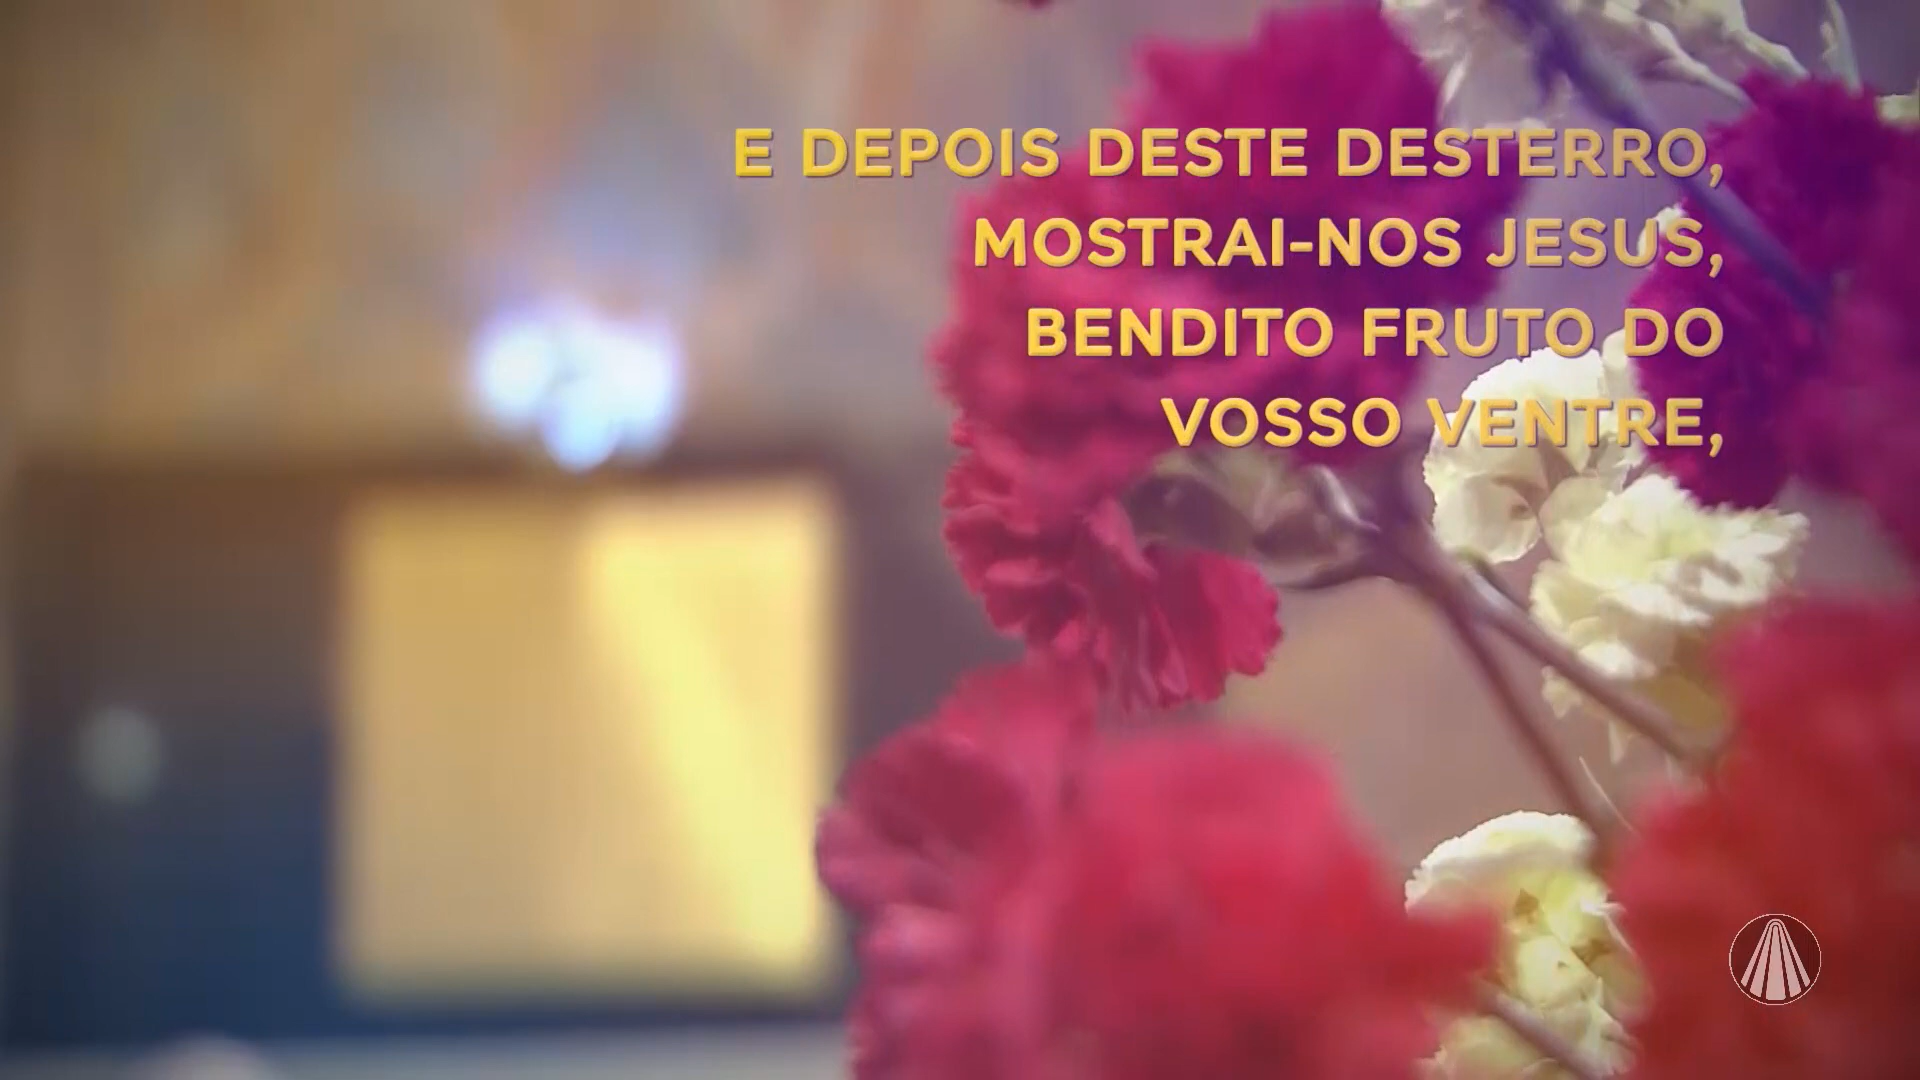 E DEPOIS DESTE DESTERRO,
MOSTRAI-NOS JESUS,
BENDITO FRUTO DO
VOSSO VENTRE,